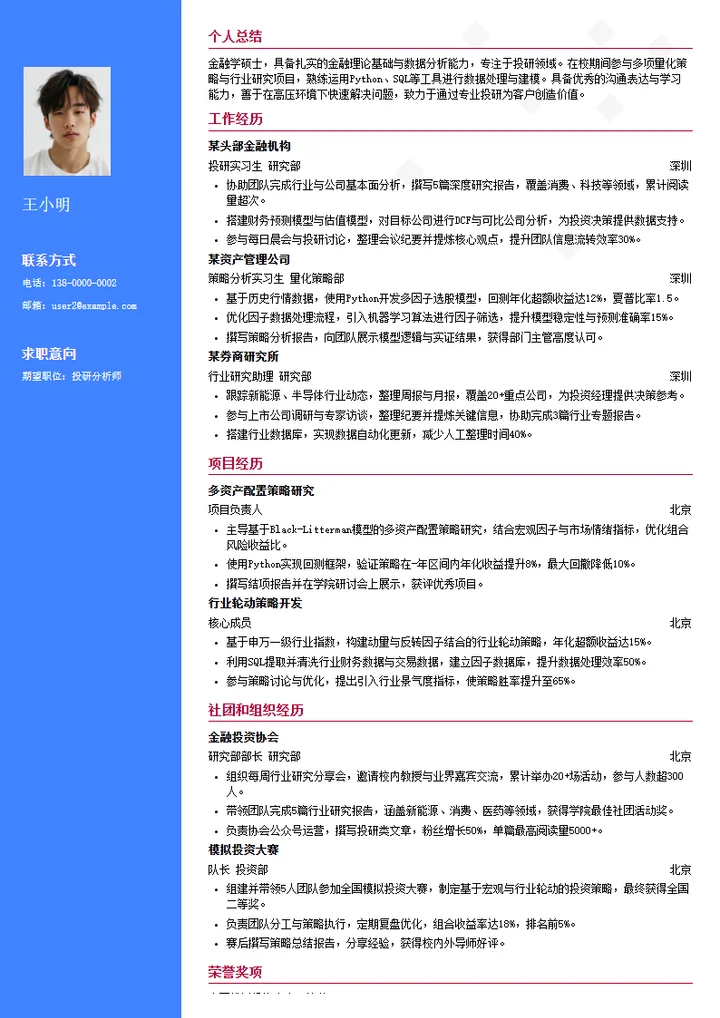 王小明
联系方式
电话：138-0000-0002
邮箱：user2@example.com
求职意向
期望职位：投研分析师
个人总结
金融学硕士，具备扎实的金融理论基础与数据分析能力，专注于投研领域。在校期间参与多项量化策
略与行业研究项目，熟练运用Python、SQL等工具进行数据处理与建模。具备优秀的沟通表达与学习
能力，善于在高压环境下快速解决问题，致力于通过专业投研为客户创造价值。
工作经历
某头部金融机构
投研实习生 研究部 深圳
• 协助团队完成行业与公司基本面分析，撰写5篇深度研究报告，覆盖消费、科技等领域，累计阅读
量超次。
• 搭建财务预测模型与估值模型，对目标公司进行DCF与可比公司分析，为投资决策提供数据支持。
• 参与每日晨会与投研讨论，整理会议纪要并提炼核心观点，提升团队信息流转效率30%。
某资产管理公司
策略分析实习生 量化策略部 深圳
• 基于历史行情数据，使用Python开发多因子选股模型，回测年化超额收益达12%，夏普比率1.5。
• 优化因子数据处理流程，引入机器学习算法进行因子筛选，提升模型稳定性与预测准确率15%。
• 撰写策略分析报告，向团队展示模型逻辑与实证结果，获得部门主管高度认可。
某券商研究所
行业研究助理 研究部 深圳
• 跟踪新能源、半导体行业动态，整理周报与月报，覆盖20+重点公司，为投资经理提供决策参考。
• 参与上市公司调研与专家访谈，整理纪要并提炼关键信息，协助完成3篇行业专题报告。
• 搭建行业数据库，实现数据自动化更新，减少人工整理时间40%。
项目经历
多资产配置策略研究
项目负责人 北京
• 主导基于Black-Litterman模型的多资产配置策略研究，结合宏观因子与市场情绪指标，优化组合
风险收益比。
• 使用Python实现回测框架，验证策略在-年区间内年化收益提升8%，最大回撤降低10%。
• 撰写结项报告并在学院研讨会上展示，获评优秀项目。
行业轮动策略开发
核心成员 北京
• 基于申万一级行业指数，构建动量与反转因子结合的行业轮动策略，年化超额收益达15%。
• 利用SQL提取并清洗行业财务数据与交易数据，建立因子数据库，提升数据处理效率50%。
• 参与策略讨论与优化，提出引入行业景气度指标，使策略胜率提升至65%。
社团和组织经历
金融投资协会
研究部部长 研究部 北京
• 组织每周行业研究分享会，邀请校内教授与业界嘉宾交流，累计举办20+场活动，参与人数超300
人。
• 带领团队完成5篇行业研究报告，涵盖新能源、消费、医药等领域，获得学院最佳社团活动奖。
• 负责协会公众号运营，撰写投研类文章，粉丝增长50%，单篇最高阅读量5000+。
模拟投资大赛
队长 投资部 北京
• 组建并带领5人团队参加全国模拟投资大赛，制定基于宏观与行业轮动的投资策略，最终获得全国
二等奖。
• 负责团队分工与策略执行，定期复盘优化，组合收益率达18%，排名前5%。
• 赛后撰写策略总结报告，分享经验，获得校内外导师好评。
荣誉奖项